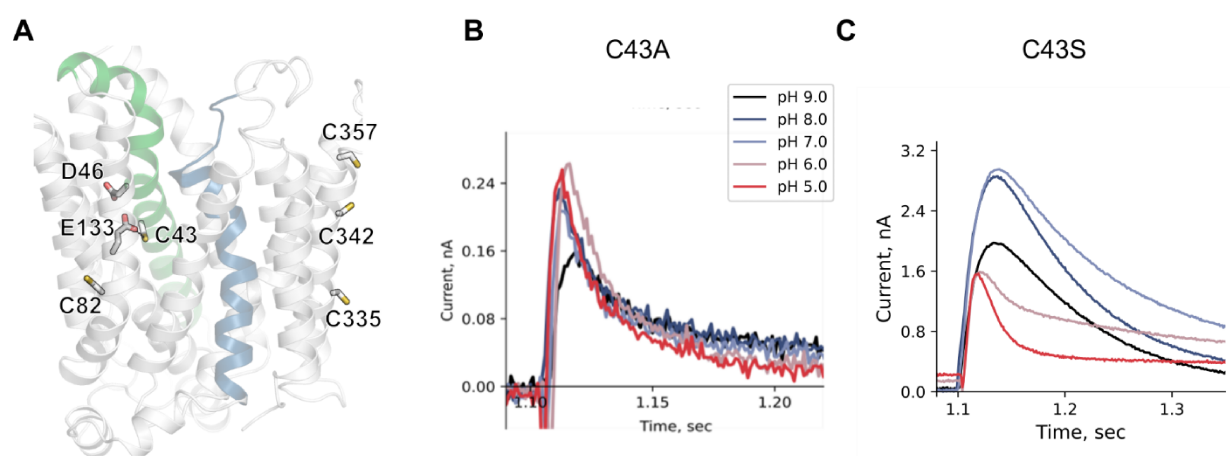 A
B
C
C43A
C43S
pH 9.0
pH 8.0
pH 7.0
pH 6.0
pH 5.0
C357
D46
E133
C43
C342
C82
C335
Current, nA
0.24
0.16
0.08
0.00
1.10
1.15
1.20
Time, sec
Current, nA
3.2
2.4
1.6
0.8
0.0
1.1
1.2
1.3
Time, sec